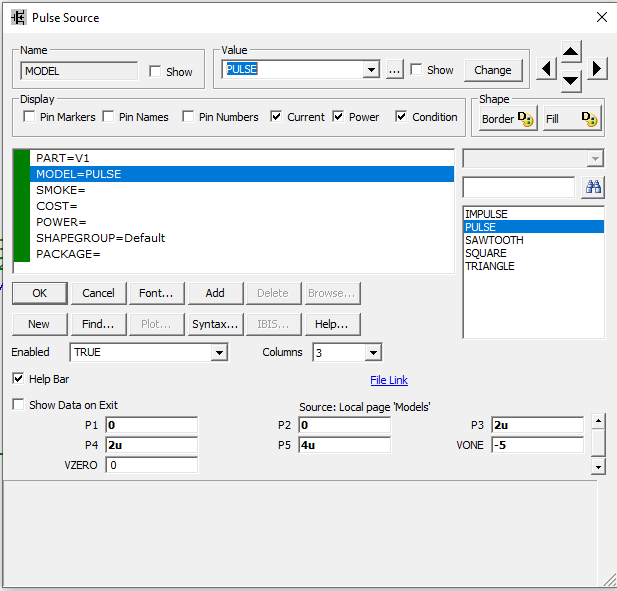 Pulse Source
Name
Value
MODEL
Show
PULSE
...
Show
Change
Display
Shape
Pin Markers
Pin Names
Pin Numbers
Current
Power
Condition
Border
Fill
PART=V1
MODEL=PULSE
SMOKE=
COST=
POWER=
SHAPEGROUP=Default
PACKAGE=
IMPULSE
PULSE
SAWTOOTH
SQUARE
TRIANGLE
OK
Cancel
Font...
Add
Delete
Browse...
New
Find...
Plot...
Syntax...
IBIS...
Help...
Enabled
TRUE
Columns
3
Help Bar
File Link
Show Data on Exit
Source: Local page 'Models'
P1 0
P2 0
P3 2u
P4 2u
P5 4u
VONE -5
VZERO 0